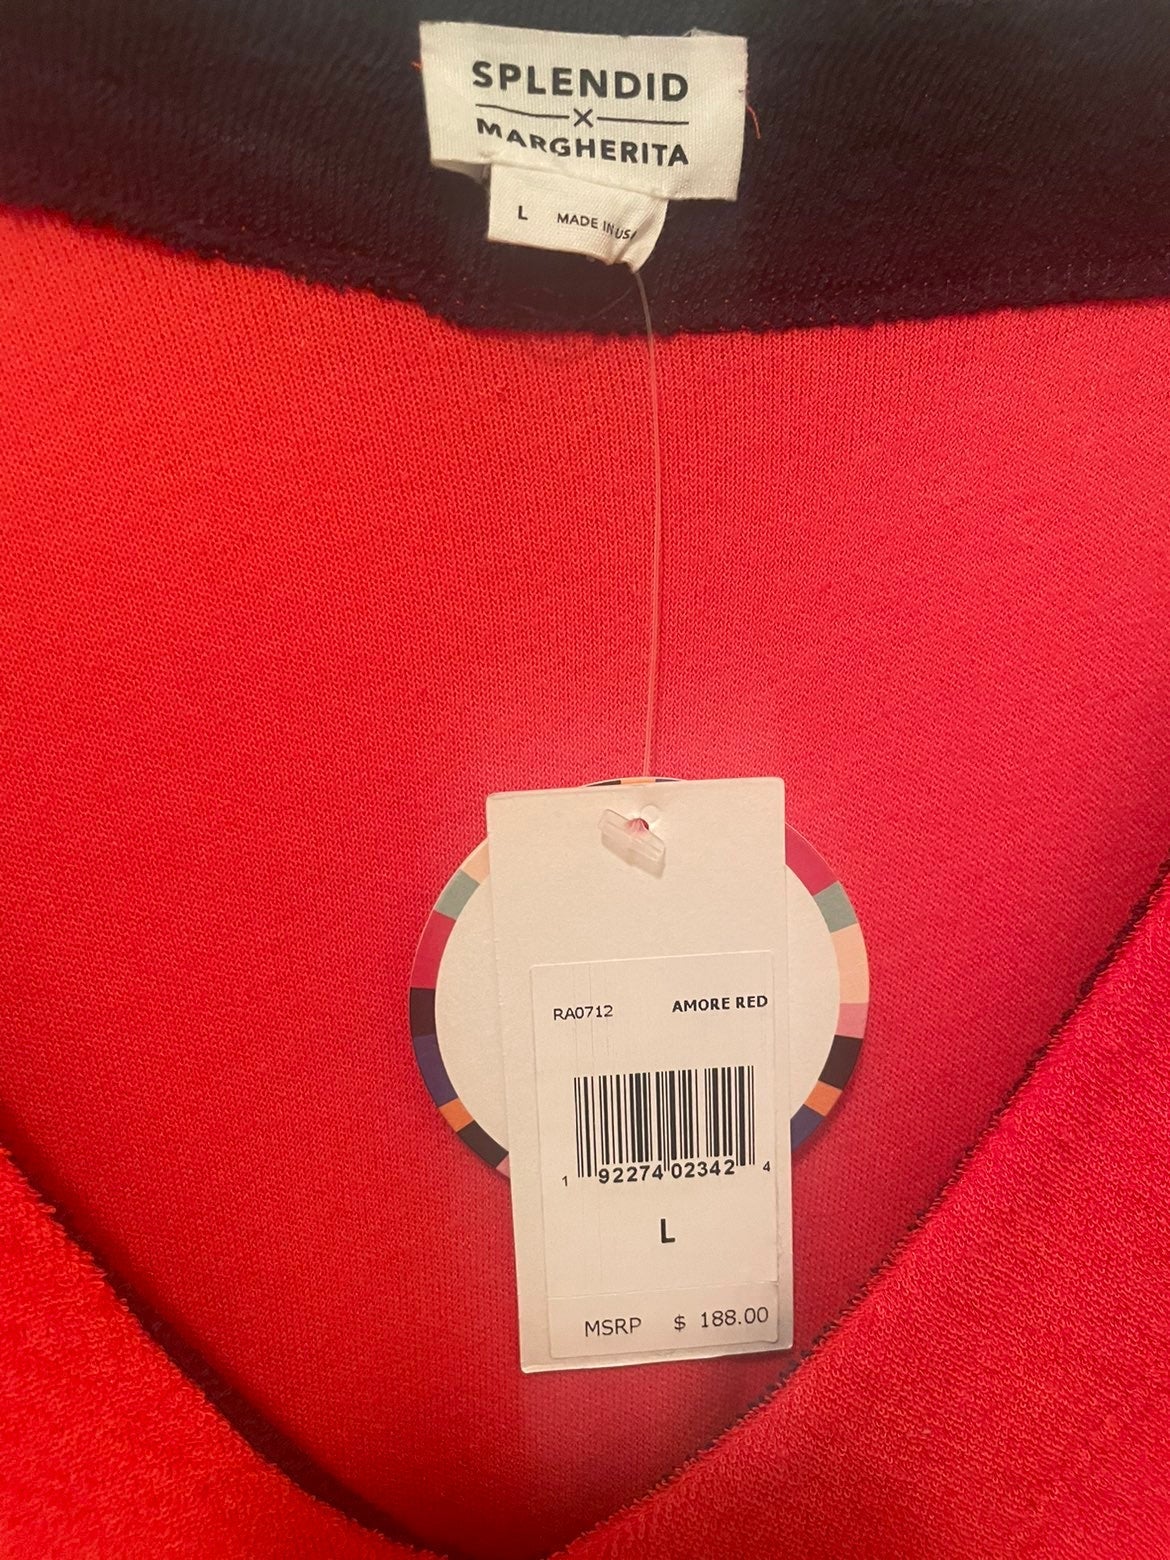 SPLENDID
X
MARGHERITA
L MADE IN USA
RA0712 AMORE RED
1 92274 02342 4
L
MSRP $ 188.00